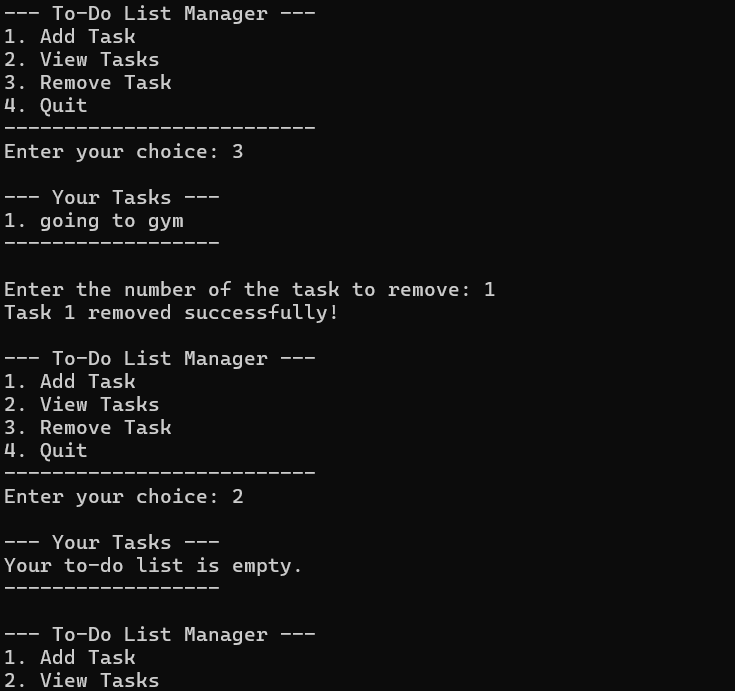 --- To-Do List Manager ---
1. Add Task
2. View Tasks
3. Remove Task
4. Quit
--------------------------
Enter your choice: 3
--- Your Tasks ---
1. going to gym
------------------
Enter the number of the task to remove: 1
Task 1 removed successfully!
--- To-Do List Manager ---
1. Add Task
2. View Tasks
3. Remove Task
4. Quit
--------------------------
Enter your choice: 2
--- Your Tasks ---
Your to-do list is empty.
------------------
--- To-Do List Manager ---
1. Add Task
2. View Tasks